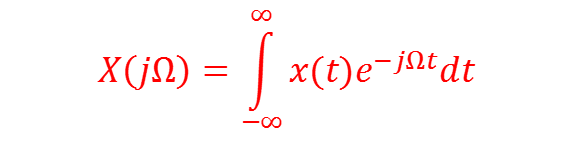 X(jΩ) = ∫_{-∞}^{∞} x(t)e^{-jΩt}dt